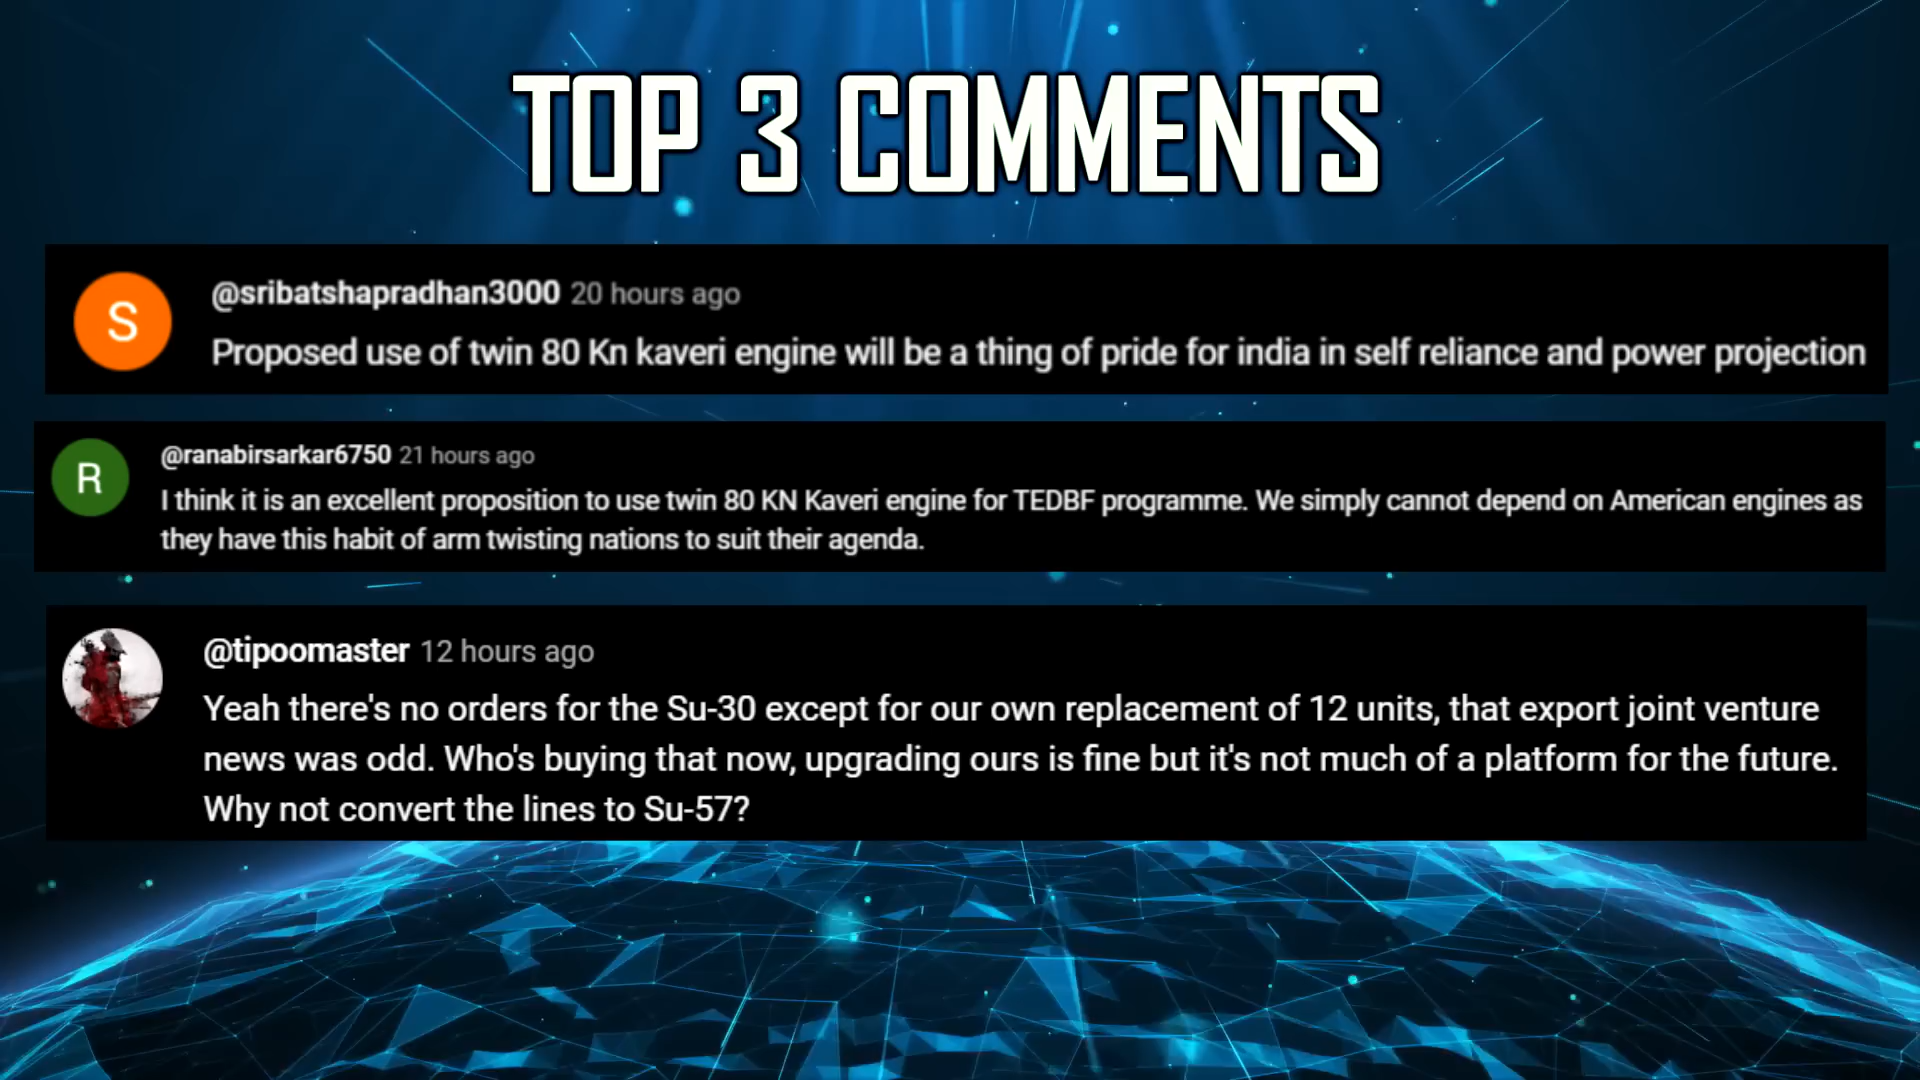 TOP 3 COMMENTS
S
@sribatshapradhan3000 20 hours ago
Proposed use of twin 80 Kn kaveri engine will be a thing of pride for india in self reliance and power projection
R
@ranabirsarkar6750 21 hours ago
I think it is an excellent proposition to use twin 80 KN Kaveri engine for TEDBF programme. We simply cannot depend on American engines as
they have this habit of arm twisting nations to suit their agenda.
@tipoomaster 12 hours ago
Yeah there's no orders for the Su-30 except for our own replacement of 12 units, that export joint venture
news was odd. Who's buying that now, upgrading ours is fine but it's not much of a platform for the future.
Why not convert the lines to Su-57?